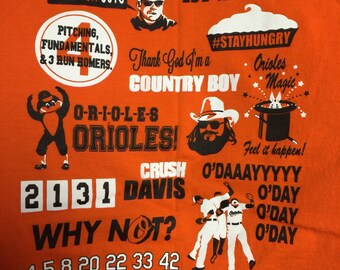 PITCHING,
FUNDAMENTALS,
& 3 RUN HOMERS.
4
#STAYHUNGRY
Thank God I'm a
COUNTRY BOY
Orioles
Magic
Feel it happen!
O-R-I-O-L-E-S
ORIOLES!
CRUSH
DAVIS
2131
O'DAAAYYYYY
O'DAY
O'DAY
O'DAY
WHY NOT?
4 5 8 20 22 33 42